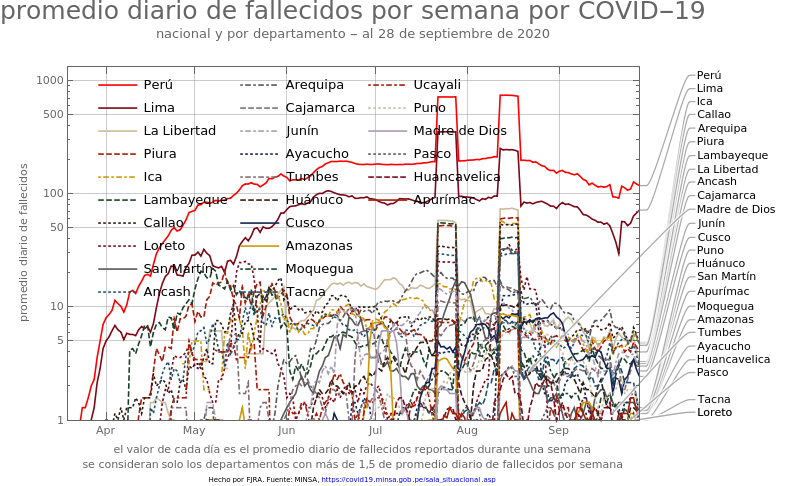 promedio diario de fallecidos por semana por COVID−19
nacional y por departamento − al 28 de septiembre de 2020
promedio diario de fallecidos
1000
500
100
50
10
5
1
Perú
Lima
La Libertad
Piura
Ica
Lambayeque
Callao
Loreto
San Martín
Ancash
Arequipa
Cajamarca
Junín
Ayacucho
Tumbes
Huánuco
Cusco
Amazonas
Moquegua
Tacna
Ucayali
Puno
Madre de Dios
Pasco
Huancavelica
Apurímac
Perú
Lima
Ica
Callao
Arequipa
Piura
Lambayeque
La Libertad
Ancash
Cajamarca
Madre de Dios
Junín
Cusco
Puno
Huánuco
San Martín
Apurímac
Moquegua
Amazonas
Tumbes
Ayacucho
Huancavelica
Pasco
Tacna
Loreto
Apr May Jun Jul Aug Sep
el valor de cada día es el promedio diario de fallecidos reportados durante una semana
se consideran solo los departamentos con más de 1,5 de promedio diario de fallecidos por semana
Hecho por FJRA. Fuente: MINSA, https://covid19.minsa.gob.pe/sala_situacional.asp